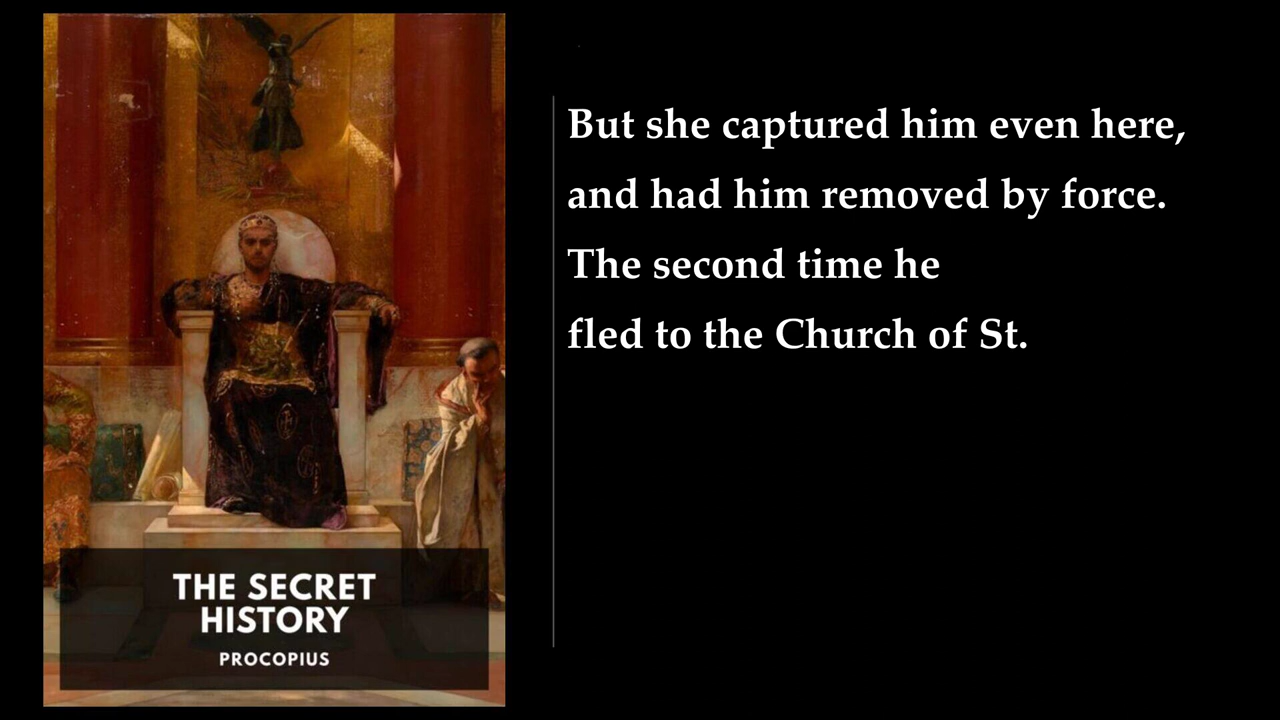 THE SECRET
HISTORY
PROCOPIUS
But she captured him even here,
and had him removed by force.
The second time he
fled to the Church of St.